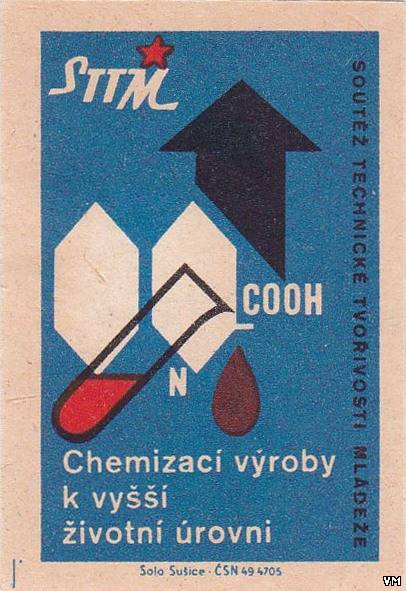 STTM
SOUTĚŽ TECHNICKÉ TVOŘIVOSTI MLÁDEŽE
COOH
N
Chemizací výroby
k vyšší
životní úrovni
Solo Sušice · ČSN 49 4705
VM